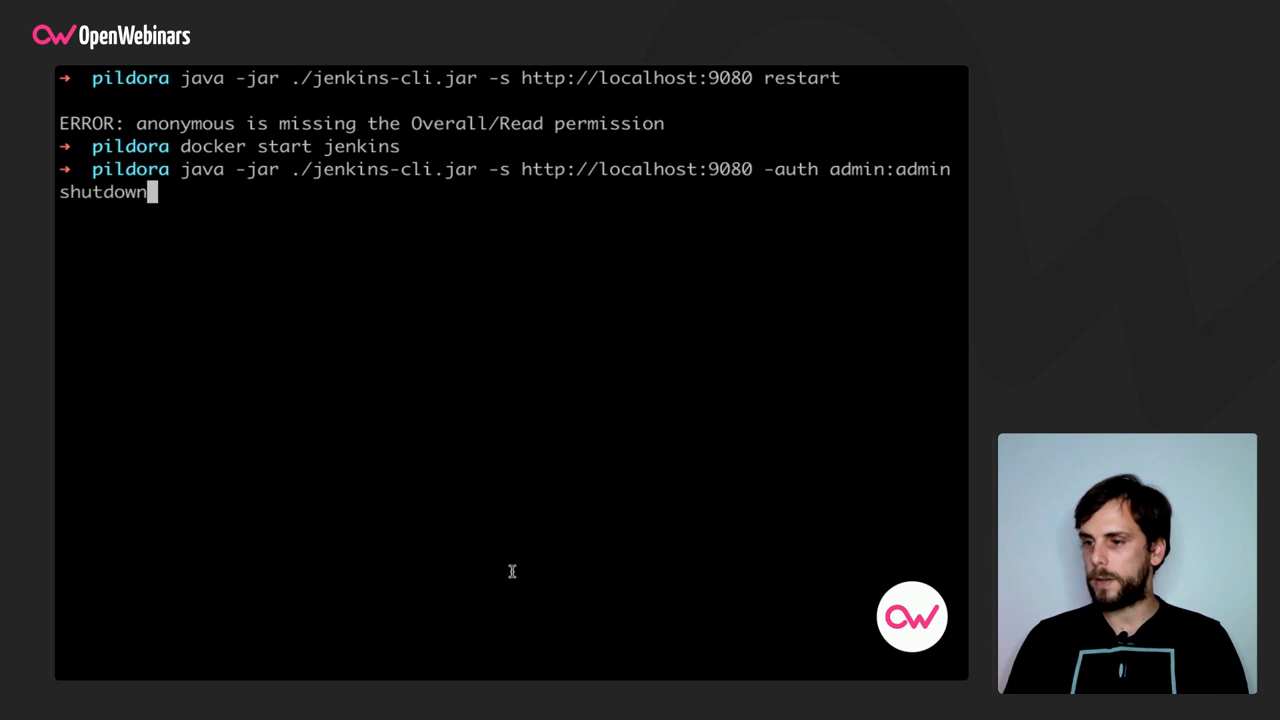 OpenWebinars
➜ pildora java -jar ./jenkins-cli.jar -s http://localhost:9080 restart
ERROR: anonymous is missing the Overall/Read permission
➜ pildora docker start jenkins
➜ pildora java -jar ./jenkins-cli.jar -s http://localhost:9080 -auth admin:admin
shutdown